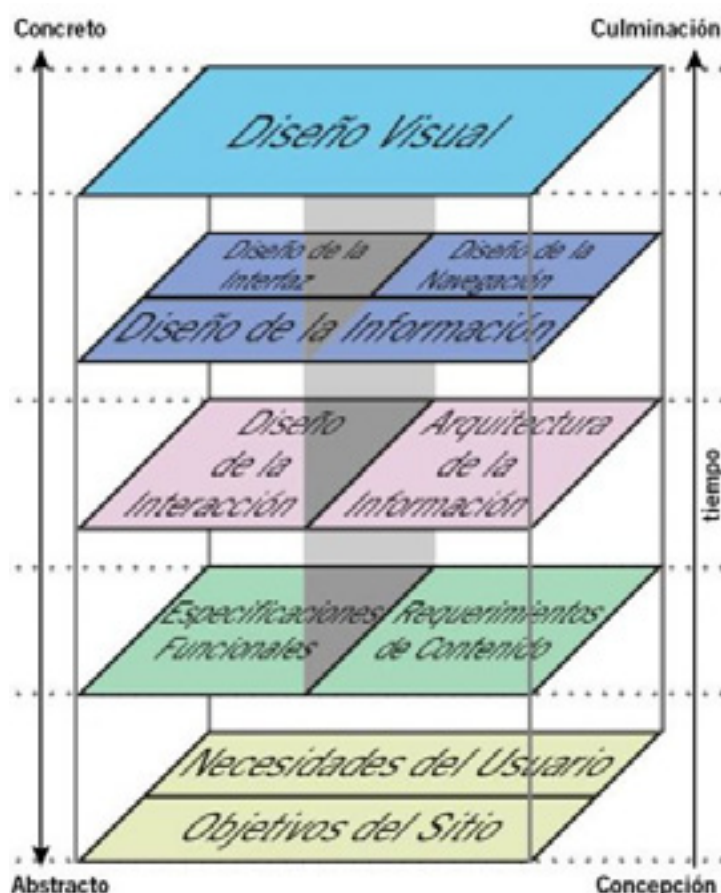 Concreto
Culminación
Diseño Visual
Diseño de la
Interfaz
Diseño de la
Navegación
Diseño de la Información
Diseño
de la
Interacción
Arquitectura
de la
Información
tiempo
Especificaciones
Funcionales
Requerimientos
de Contenido
Necesidades del Usuario
Objetivos del Sitio
Abstracto
Concepción